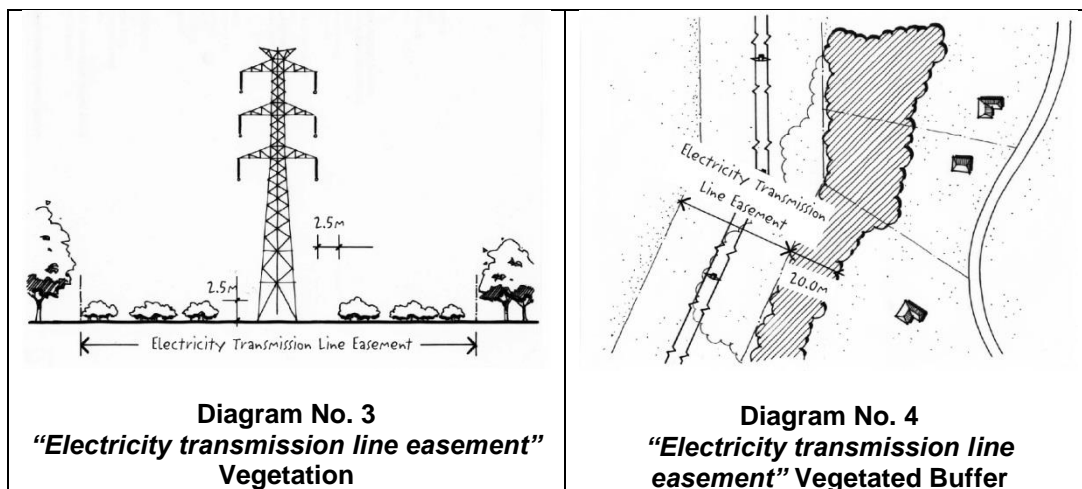 2.5M
2.5M
Electricity Transmission Line Easement
Diagram No. 3
“Electricity transmission line easement”
Vegetation
Electricity Transmission
Line Easement
20.0M
Diagram No. 4
“Electricity transmission line
easement” Vegetated Buffer